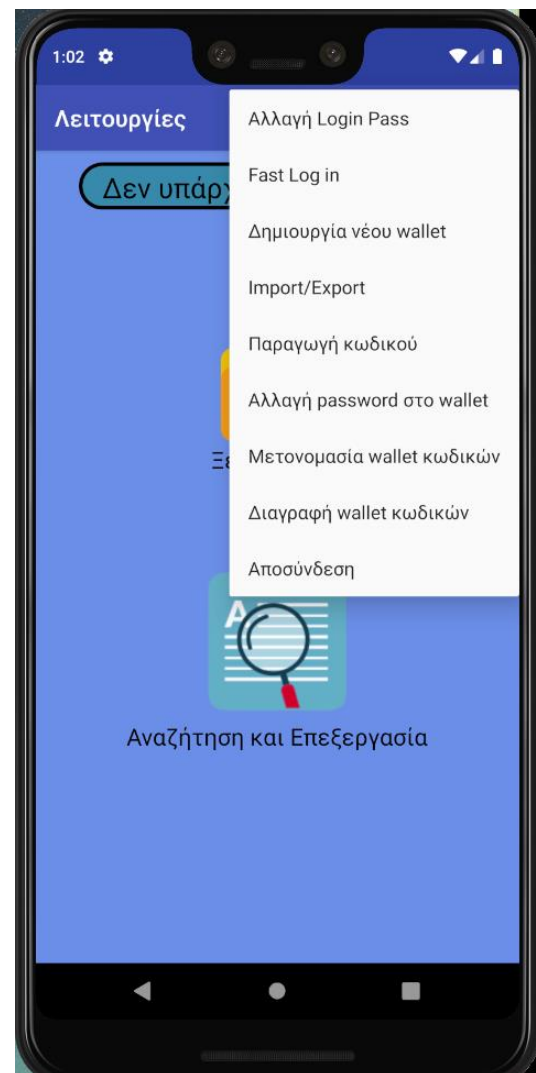 1:02
Λειτουργίες
Δεν υπάρχ
Αλλαγή Login Pass
Fast Log in
Δημιουργία νέου wallet
Import/Export
Παραγωγή κωδικού
Αλλαγή password στο wallet
Μετονομασία wallet κωδικών
Διαγραφή wallet κωδικών
Αποσύνδεση
Ξε
A
Αναζήτηση και Επεξεργασία